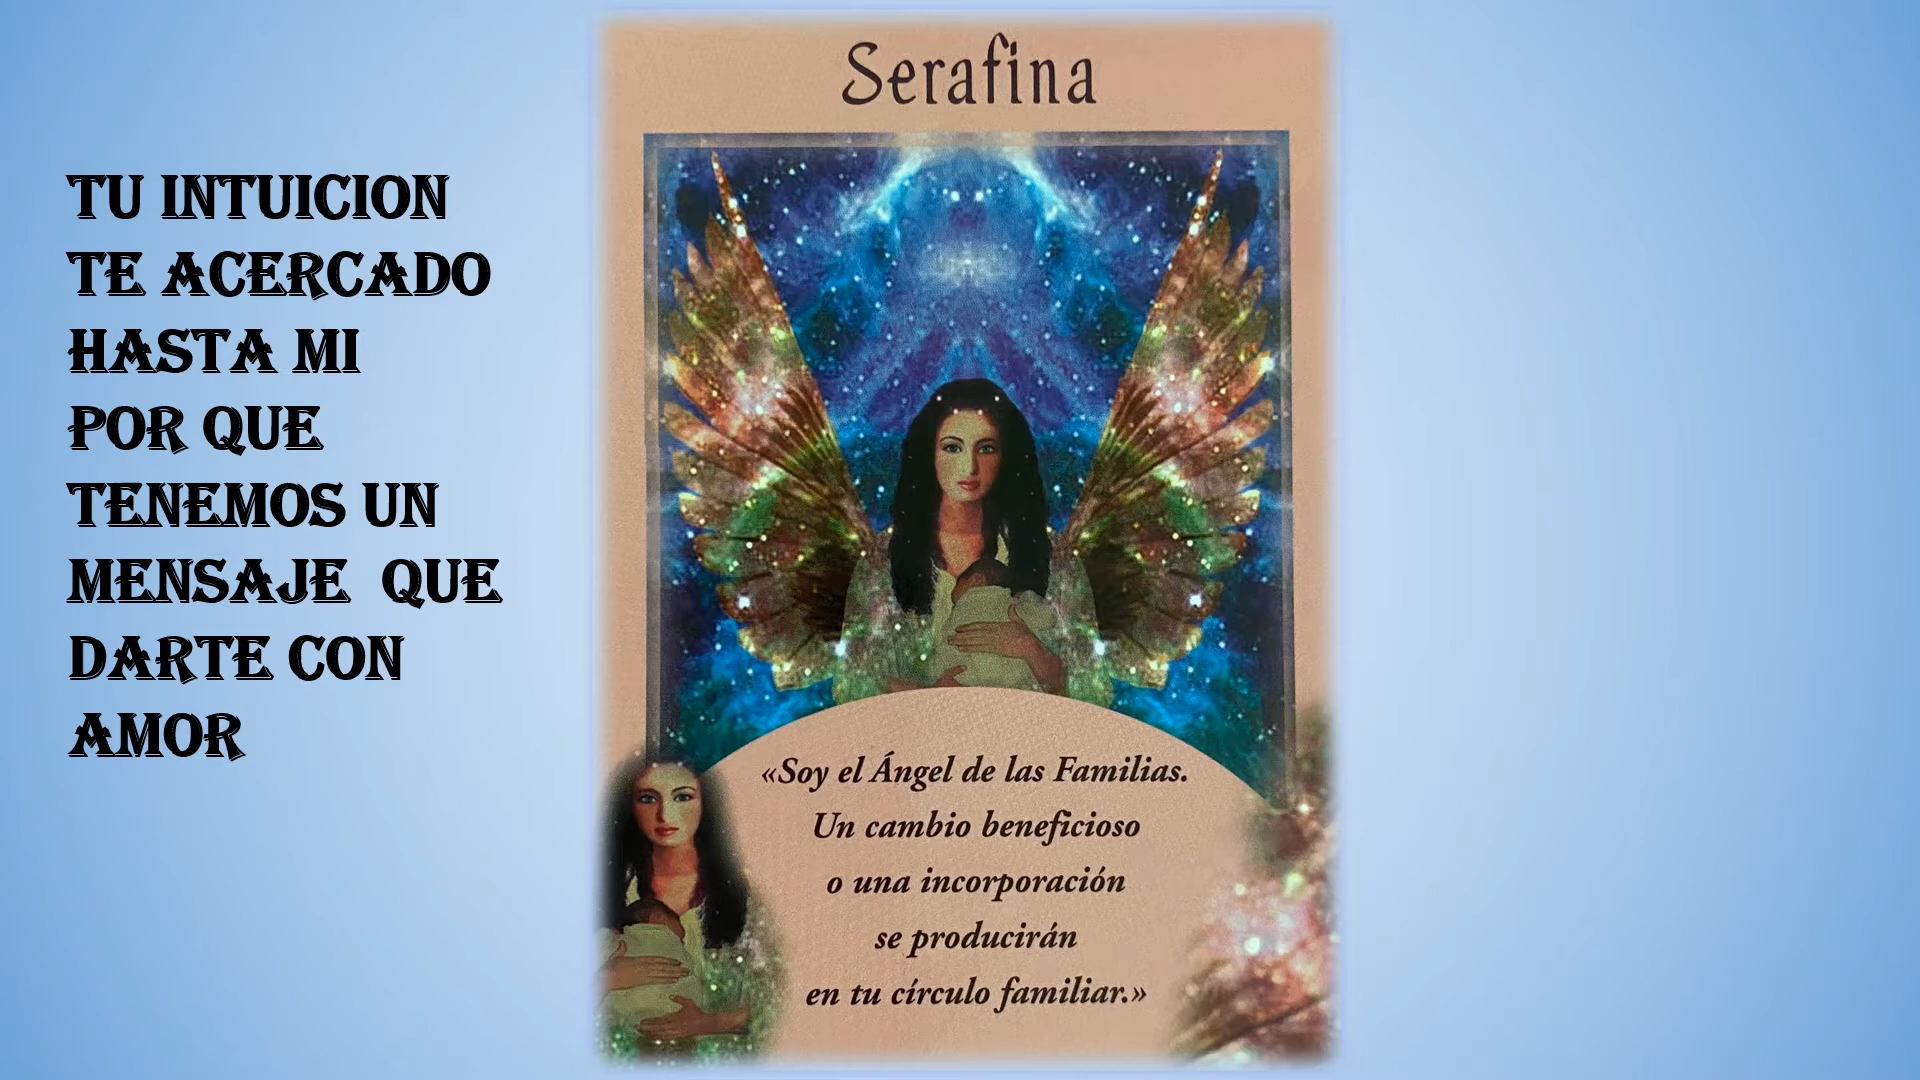 TU INTUICION
TE ACERCADO
HASTA MI
POR QUE
TENEMOS UN
MENSAJE QUE
DARTE CON
AMOR
Serafina
«Soy el Ángel de las Familias.
Un cambio beneficioso
o una incorporación
se producirán
en tu círculo familiar.»